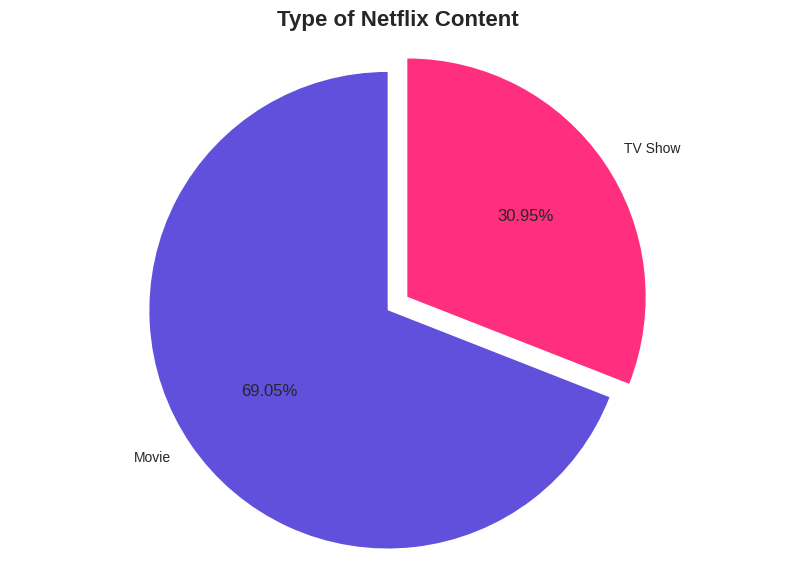 Type of Netflix Content
TV Show
30.95%
69.05%
Movie